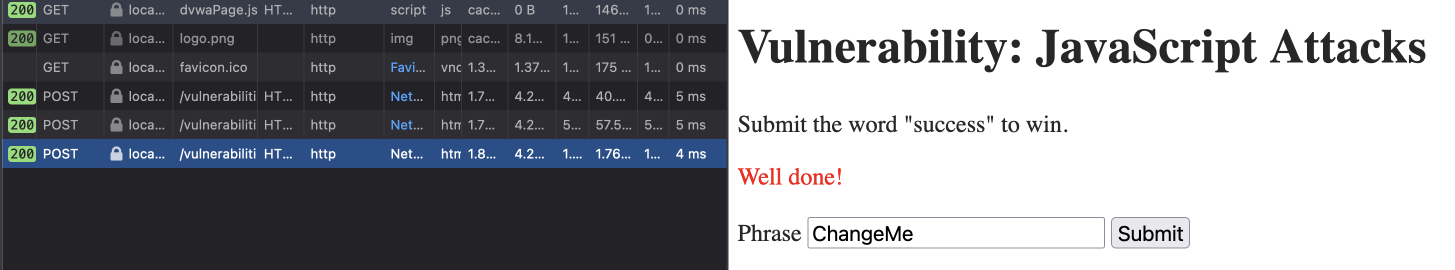 200 GET loca... dvwaPage.js HT... http script js cac... 0 B 1... 146... 1... 0 ms
200 GET loca... logo.png http img png cac... 8.1... 1... 151 ... 0... 0 ms
GET loca... favicon.ico http Favi... vnd 1.3... 1.37... 1... 175 ... 1... 0 ms
200 POST loca... /vulnerabiliti HT... http Net... htm 1.7... 4.2... 4... 40.... 4... 5 ms
200 POST loca... /vulnerabiliti HT... http Net... htm 1.7... 4.2... 5... 57.5... 5... 5 ms
200 POST loca... /vulnerabiliti HT... http Net... htm 1.8... 4.2... 1.... 1.76... 1... 4 ms
Vulnerability: JavaScript Attacks
Submit the word "success" to win.
Well done!
Phrase ChangeMe Submit